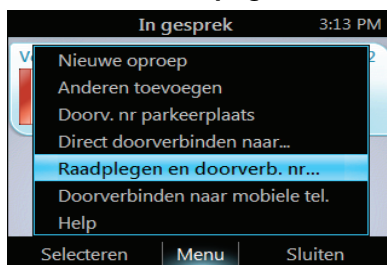 In gesprek 3:13 PM
Nieuwe oproep
Anderen toevoegen
Doorv. nr parkeerplaats
Direct doorverbinden naar...
Raadplegen en doorverb. nr...
Doorverbinden naar mobiele tel.
Help
Selecteren Menu Sluiten